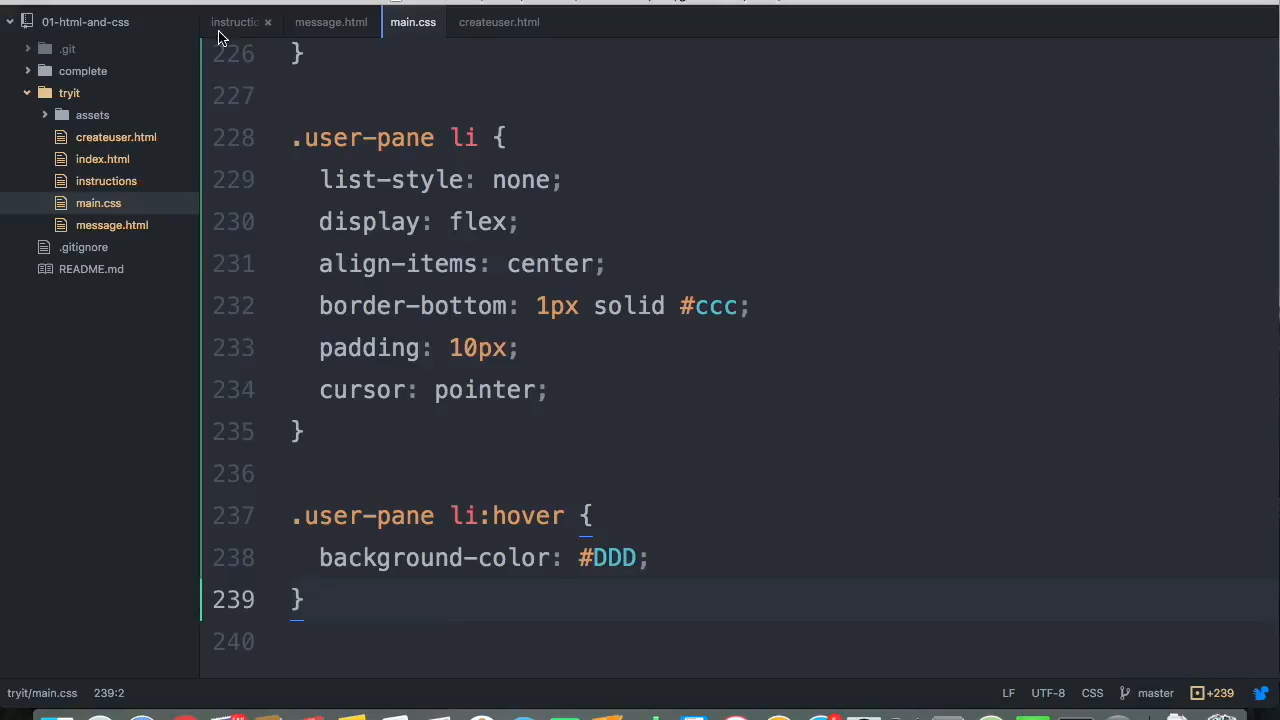 01-html-and-css
instructio
message.html
main.css
createuser.html
.git
complete
tryit
assets
createuser.html
index.html
instructions
main.css
message.html
.gitignore
README.md
226 }
227
228 .user-pane li {
229 list-style: none;
230 display: flex;
231 align-items: center;
232 border-bottom: 1px solid #ccc;
233 padding: 10px;
234 cursor: pointer;
235 }
236
237 .user-pane li:hover {
238 background-color: #DDD;
239 }
240
tryit/main.css 239:2 LF UTF-8 CSS master +239